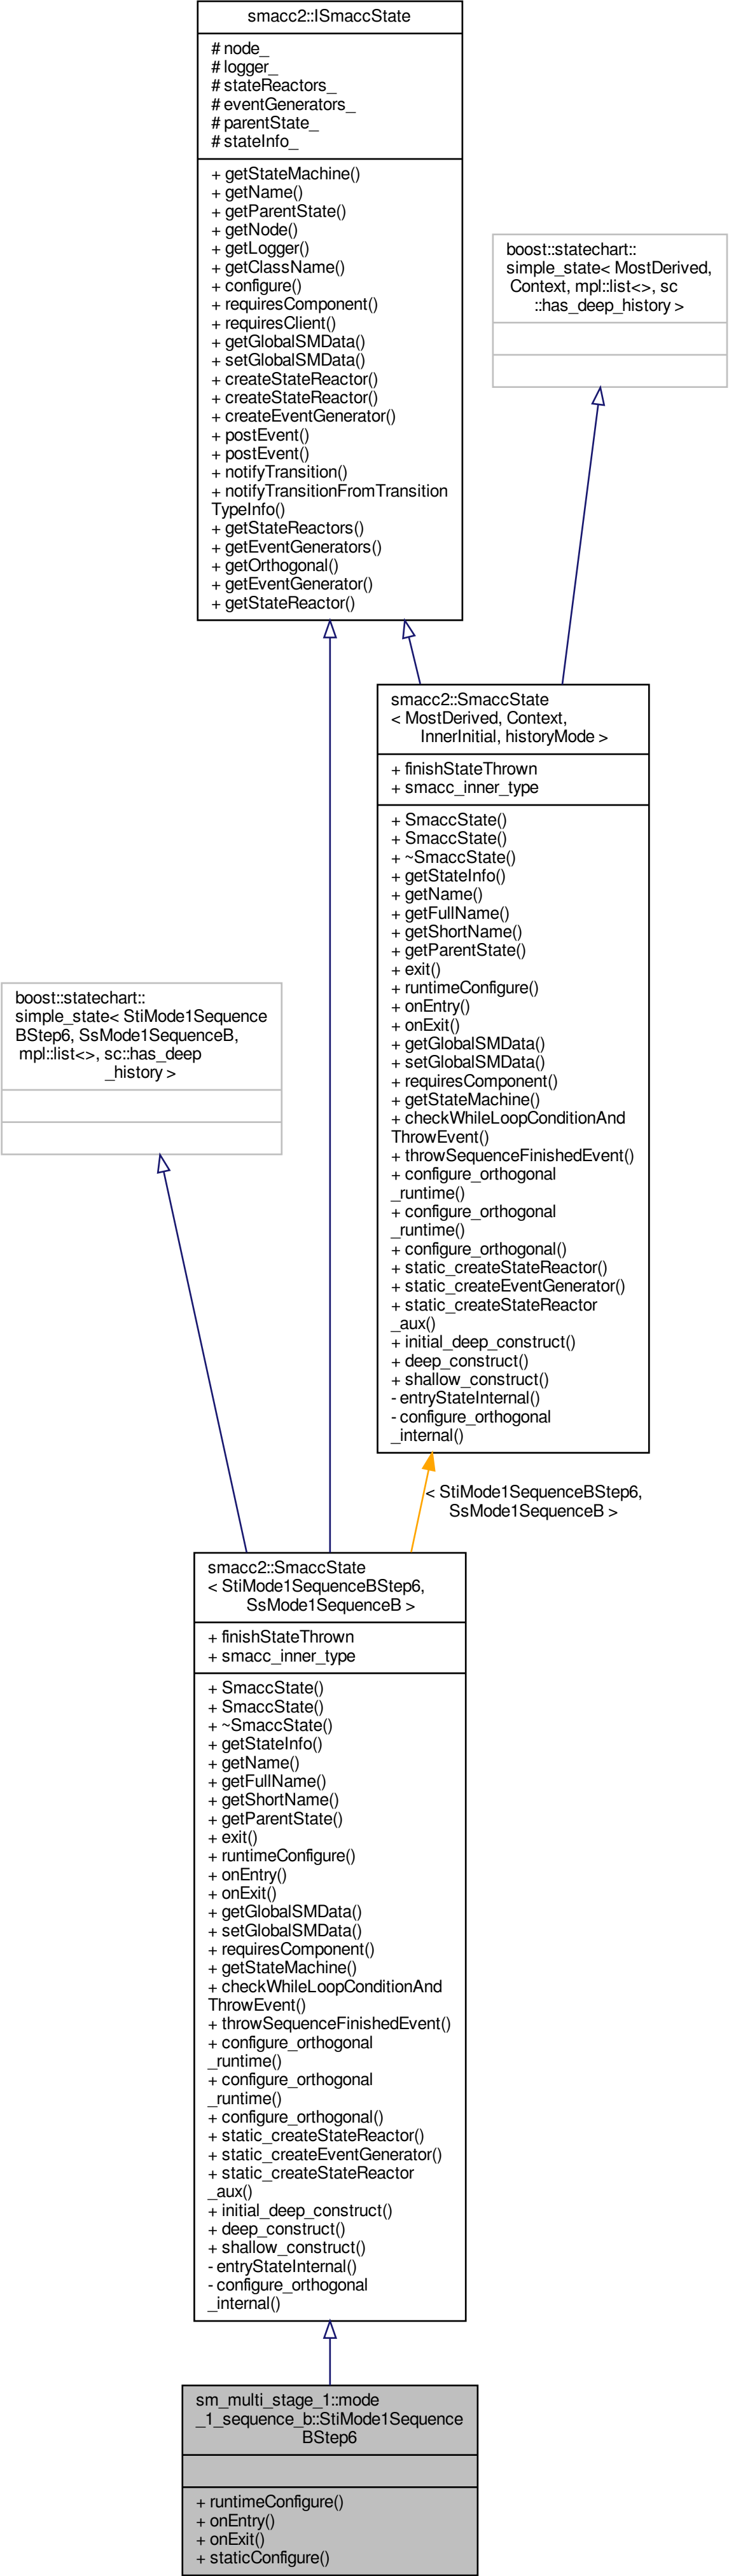 smacc2::ISmaccState
# node_
# logger_
# stateReactors_
# eventGenerators_
# parentState_
# stateInfo_
+ getStateMachine()
+ getName()
+ getParentState()
+ getNode()
+ getLogger()
+ getClassName()
+ configure()
+ requiresComponent()
+ requiresClient()
+ getGlobalSMData()
+ setGlobalSMData()
+ createStateReactor()
+ createStateReactor()
+ createEventGenerator()
+ postEvent()
+ postEvent()
+ notifyTransition()
+ notifyTransitionFromTransition
TypeInfo()
+ getStateReactors()
+ getEventGenerators()
+ getOrthogonal()
+ getEventGenerator()
+ getStateReactor()
boost::statechart::
simple_state< MostDerived,
Context, mpl::list<>, sc
::has_deep_history >
smacc2::SmaccState
< MostDerived, Context,
InnerInitial, historyMode >
+ finishStateThrown
+ smacc_inner_type
+ SmaccState()
+ SmaccState()
+ ~SmaccState()
+ getStateInfo()
+ getName()
+ getFullName()
+ getShortName()
+ getParentState()
+ exit()
+ runtimeConfigure()
+ onEntry()
+ onExit()
+ getGlobalSMData()
+ setGlobalSMData()
+ requiresComponent()
+ getStateMachine()
+ checkWhileLoopConditionAnd
ThrowEvent()
+ throwSequenceFinishedEvent()
+ configure_orthogonal
_runtime()
+ configure_orthogonal
_runtime()
+ configure_orthogonal()
+ static_createStateReactor()
+ static_createEventGenerator()
+ static_createStateReactor
_aux()
+ initial_deep_construct()
+ deep_construct()
+ shallow_construct()
- entryStateInternal()
- configure_orthogonal
_internal()
boost::statechart::
simple_state< StiMode1Sequence
BStep6, SsMode1SequenceB,
mpl::list<>, sc::has_deep
_history >
< StiMode1SequenceBStep6,
SsMode1SequenceB >
smacc2::SmaccState
< StiMode1SequenceBStep6,
SsMode1SequenceB >
+ finishStateThrown
+ smacc_inner_type
+ SmaccState()
+ SmaccState()
+ ~SmaccState()
+ getStateInfo()
+ getName()
+ getFullName()
+ getShortName()
+ getParentState()
+ exit()
+ runtimeConfigure()
+ onEntry()
+ onExit()
+ getGlobalSMData()
+ setGlobalSMData()
+ requiresComponent()
+ getStateMachine()
+ checkWhileLoopConditionAnd
ThrowEvent()
+ throwSequenceFinishedEvent()
+ configure_orthogonal
_runtime()
+ configure_orthogonal
_runtime()
+ configure_orthogonal()
+ static_createStateReactor()
+ static_createEventGenerator()
+ static_createStateReactor
_aux()
+ initial_deep_construct()
+ deep_construct()
+ shallow_construct()
- entryStateInternal()
- configure_orthogonal
_internal()
sm_multi_stage_1::mode
_1_sequence_b::StiMode1Sequence
BStep6
+ runtimeConfigure()
+ onEntry()
+ onExit()
+ staticConfigure()